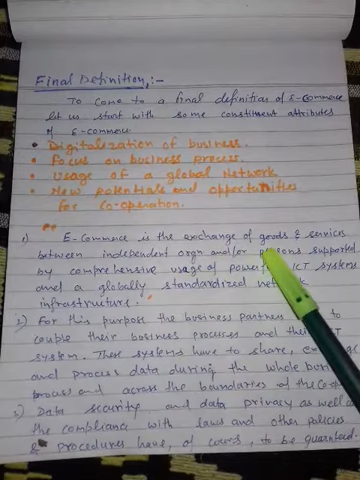 Final Definition,:-
To come to a final definition of E-Commerce
let us start with some constituent attributes
of E-commerce.
• Digitalization of business.
• Focus on business process.
• Usage of a global Network
• New potentials and opportunities
for co-operation.
1) E-Commerce is the exchange of goods & services
between independent orgn and/or persons supported
by comprehensive usage of powerful ICT systems
and a globally standardized network
infrastructure."
2) For this purpose the business partners to
couple their business and their
system. These systems have to share,
and process data during the whole
process and across the boundaries of the
3) Data security and data privacy as well as
the compliance with laws and other policies
& procedures have, of course, to be guaranteed.